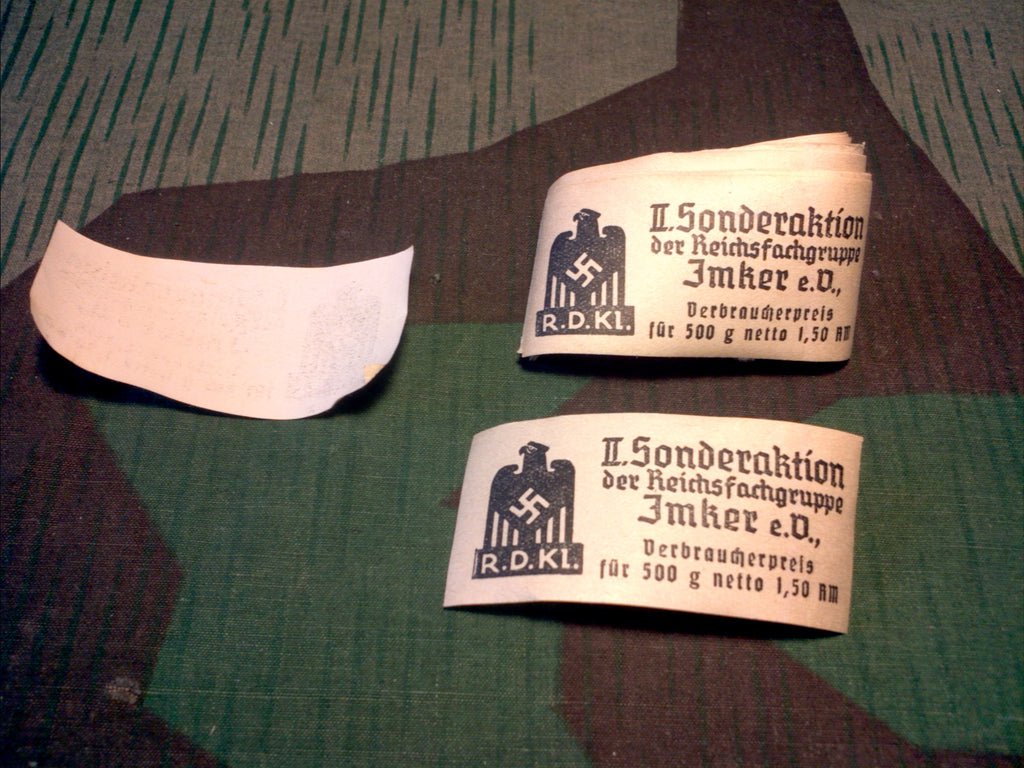 II. Sonderaktion
der Reichsfachgruppe
Imker e.V.,
Verbraucherpreis
für 500 g netto 1,50 RM
R.D.Kl.
II. Sonderaktion
der Reichsfachgruppe
Imker e.V.,
Verbraucherpreis
für 500 g netto 1,50 RM
R.D.Kl.